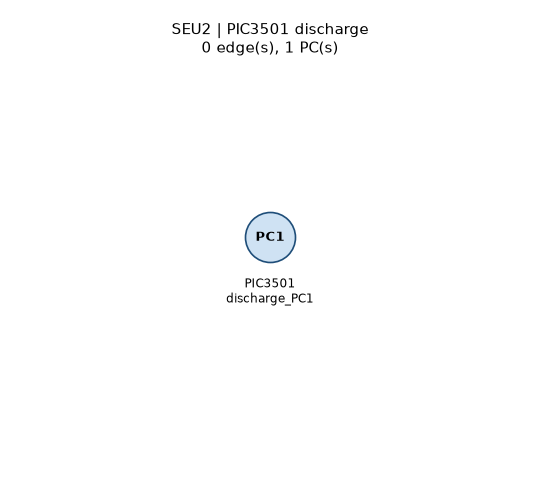 SEU2 | PIC3501 discharge
0 edge(s), 1 PC(s)
PC1
PIC3501
discharge_PC1